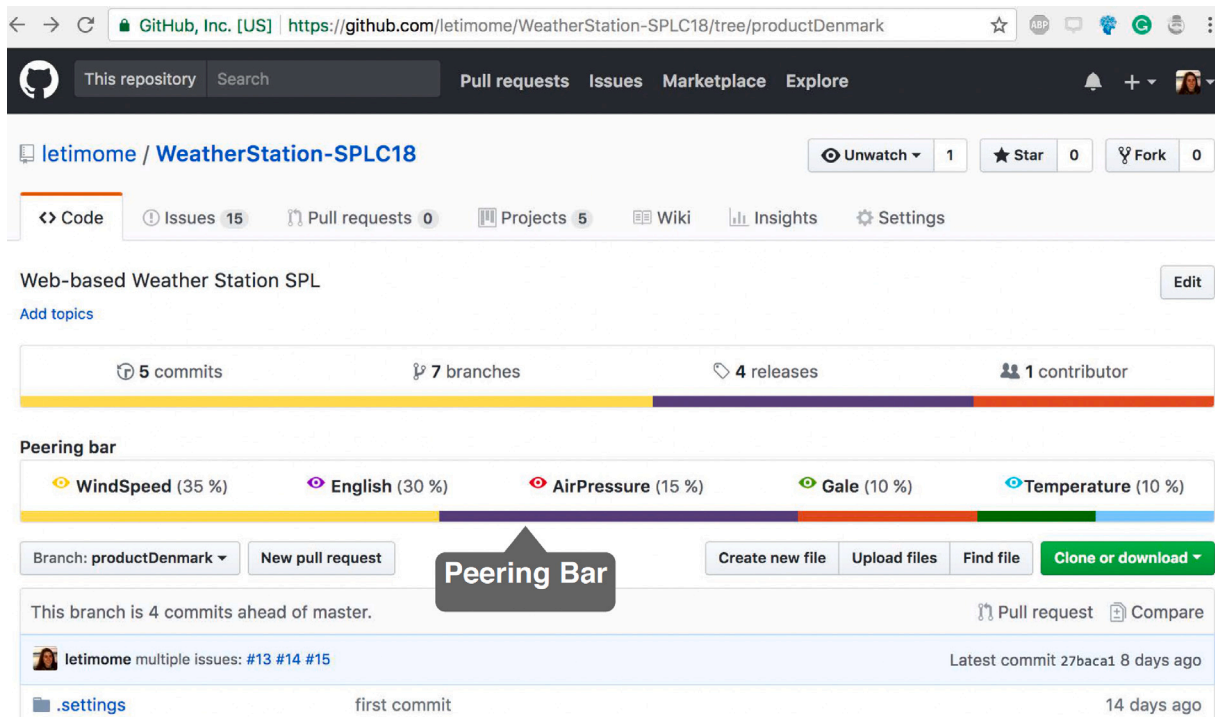 GitHub, Inc. [US] https://github.com/letimome/WeatherStation-SPLC18/tree/productDenmark ABP G
This repository Search Pull requests Issues Marketplace Explore
letimome / WeatherStation-SPLC18 Unwatch 1 Star 0 Fork 0
<> Code Issues 15 Pull requests 0 Projects 5 Wiki Insights Settings
Web-based Weather Station SPL Edit
Add topics
5 commits 7 branches 4 releases 1 contributor
Peering bar
WindSpeed (35 %) English (30 %) AirPressure (15 %) Gale (10 %) Temperature (10 %)
Branch: productDenmark New pull request Create new file Upload files Find file Clone or download
Peering Bar
This branch is 4 commits ahead of master. Pull request Compare
letimome multiple issues: #13 #14 #15 Latest commit 27baca1 8 days ago
.settings first commit 14 days ago